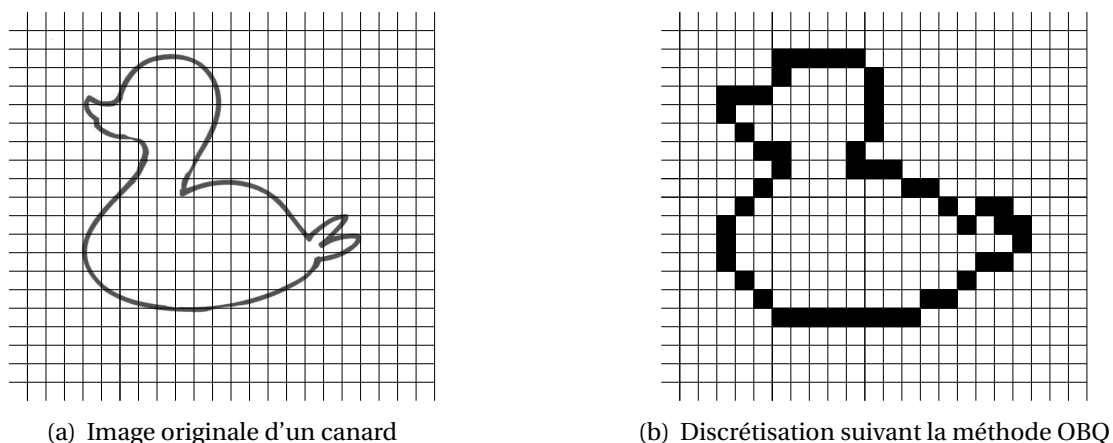 (a) Image originale d'un canard
(b) Discrétisation suivant la méthode OBQ